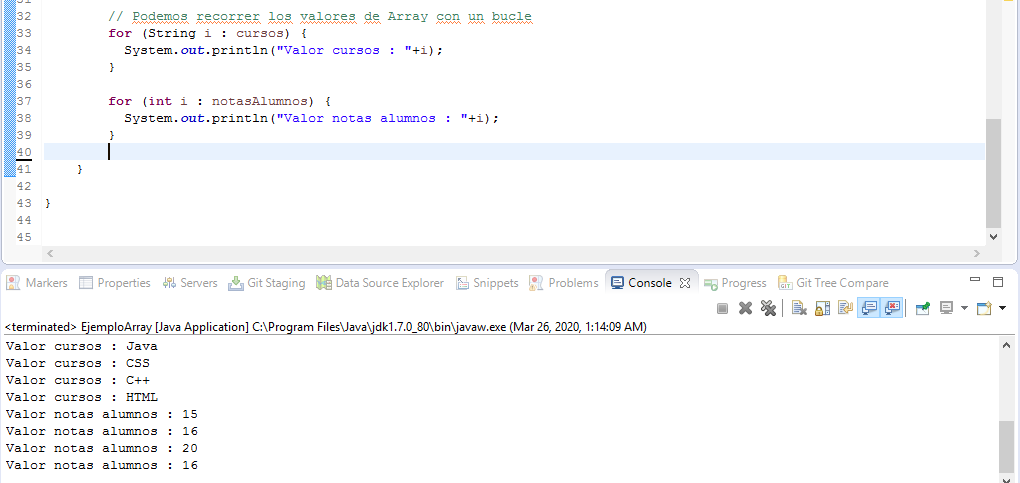 31
32 // Podemos recorrer los valores de Array con un bucle
33 for (String i : cursos) {
34 System.out.println("Valor cursos : "+i);
35 }
36
37 for (int i : notasAlumnos) {
38 System.out.println("Valor notas alumnos : "+i);
39 }
40
41 }
42
43 }
44
45
Markers Properties Servers Git Staging Data Source Explorer Snippets Problems Console Progress Git Tree Compare
<terminated> EjemploArray [Java Application] C:\Program Files\Java\jdk1.7.0_80\bin\javaw.exe (Mar 26, 2020, 1:14:09 AM)
Valor cursos : Java
Valor cursos : CSS
Valor cursos : C++
Valor cursos : HTML
Valor notas alumnos : 15
Valor notas alumnos : 16
Valor notas alumnos : 20
Valor notas alumnos : 16